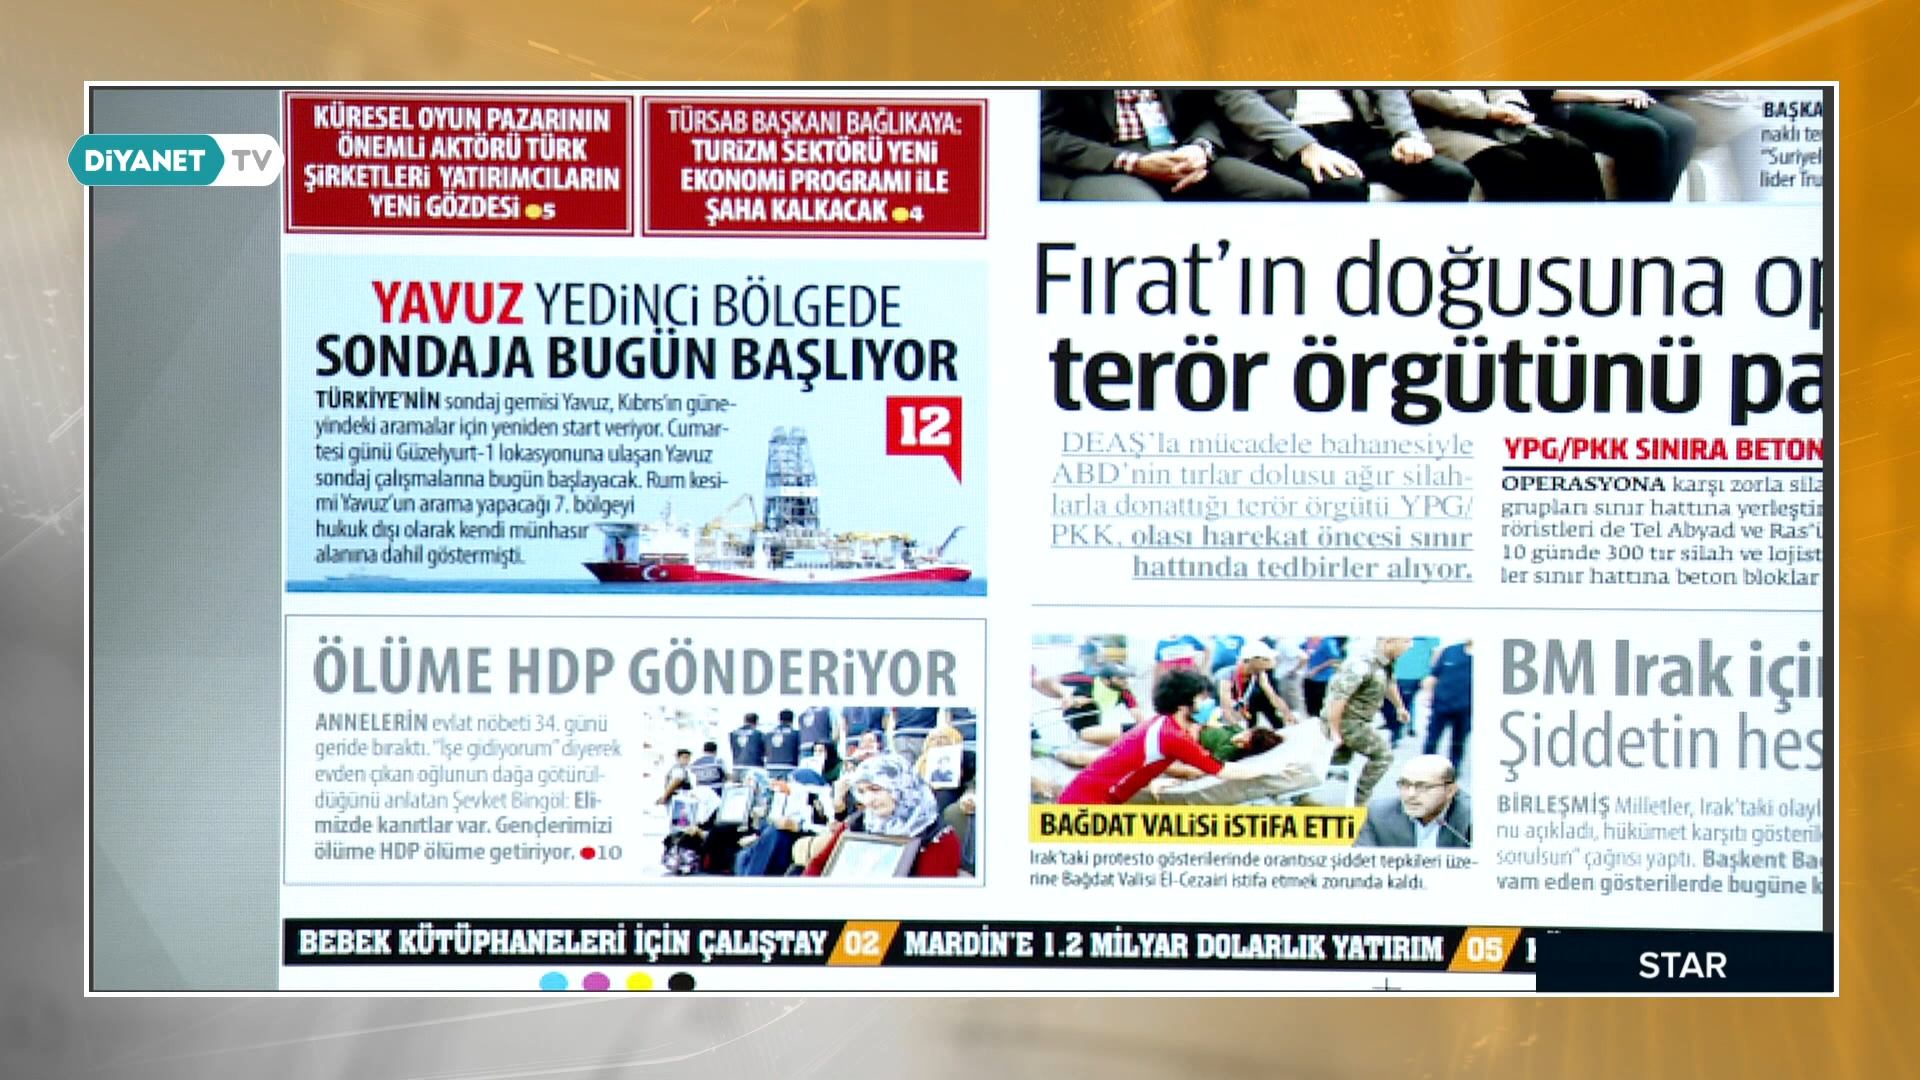 DİYANET TV
KÜRESEL OYUN PAZARININ
ÖNEMLİ AKTÖRÜ TÜRK
ŞİRKETLERİ YATIRIMCILARIN
YENİ GÖZDESİ 5
TÜRSAB BAŞKANI BAĞLIKAYA:
TURİZM SEKTÖRÜ YENİ
EKONOMİ PROGRAMI İLE
ŞAHA KALKACAK 4
YAVUZ YEDİNCİ BÖLGEDE
SONDAJA BUGÜN BAŞLIYOR
TÜRKİYE'NİN sondaj gemisi Yavuz, Kıbrıs'ın güne-
yindeki aramalar için yeniden start veriyor. Cumar-
tesi günü Güzelyurt-1 lokasyonuna ulaşan Yavuz
sondaj çalışmalarına bugün başlayacak. Rum kesi-
mi Yavuz'un arama yapacağı 7. bölgeyi
hukuk dışı olarak kendi münhasır
alanına dahil göstermişti.
12
ÖLÜME HDP GÖNDERİYOR
ANNELERİN evlat nöbeti 34. günü
geride bıraktı. "İşe gidiyorum" diyerek
evden çıkan oğlunun dağa götürül-
düğünü anlatan Şevket Bingöl: Eli-
mizde kanıtlar var. Gençlerimizi
ölüme HDP ölüme getiriyor. 10
BAŞKA
naklı te
"Suriyel
lider Tru
Fırat'ın doğusuna op
terör örgütünü pa
DEAŞ'la mücadele bahanesiyle
ABD'nin tırlar dolusu ağır silah-
larla donattığı terör örgütü YPG/
PKK, olası harekat öncesi sınır
hattında tedbirler alıyor.
YPG/PKK SINIRA BETON
OPERASYONA karşı zorla sila
grupları sınır hattına yerleştir
röristleri de Tel Abyad ve Ras'u
10 günde 300 tır silah ve lojist
ler sınır hattına beton bloklar
BAĞDAT VALİSİ İSTİFA ETTİ
Irak'taki protesto gösterilerinde orantısız şiddet tepkileri üze-
rine Bağdat Valisi El-Cezairi istifa etmek zorunda kaldı.
BM Irak içi
Şiddetin hes
BİRLEŞMİŞ Milletler, Irak'taki olayl
nu açıkladı, hükümet karşıtı gösteril
sorulsun" çağrısı yaptı. Başkent Ba
vam eden gösterilerde bugüne k
BEBEK KÜTÜPHANELERİ İÇİN ÇALIŞTAY 02 MARDİN'E 1.2 MİLYAR DOLARLIK YATIRIM 05
STAR